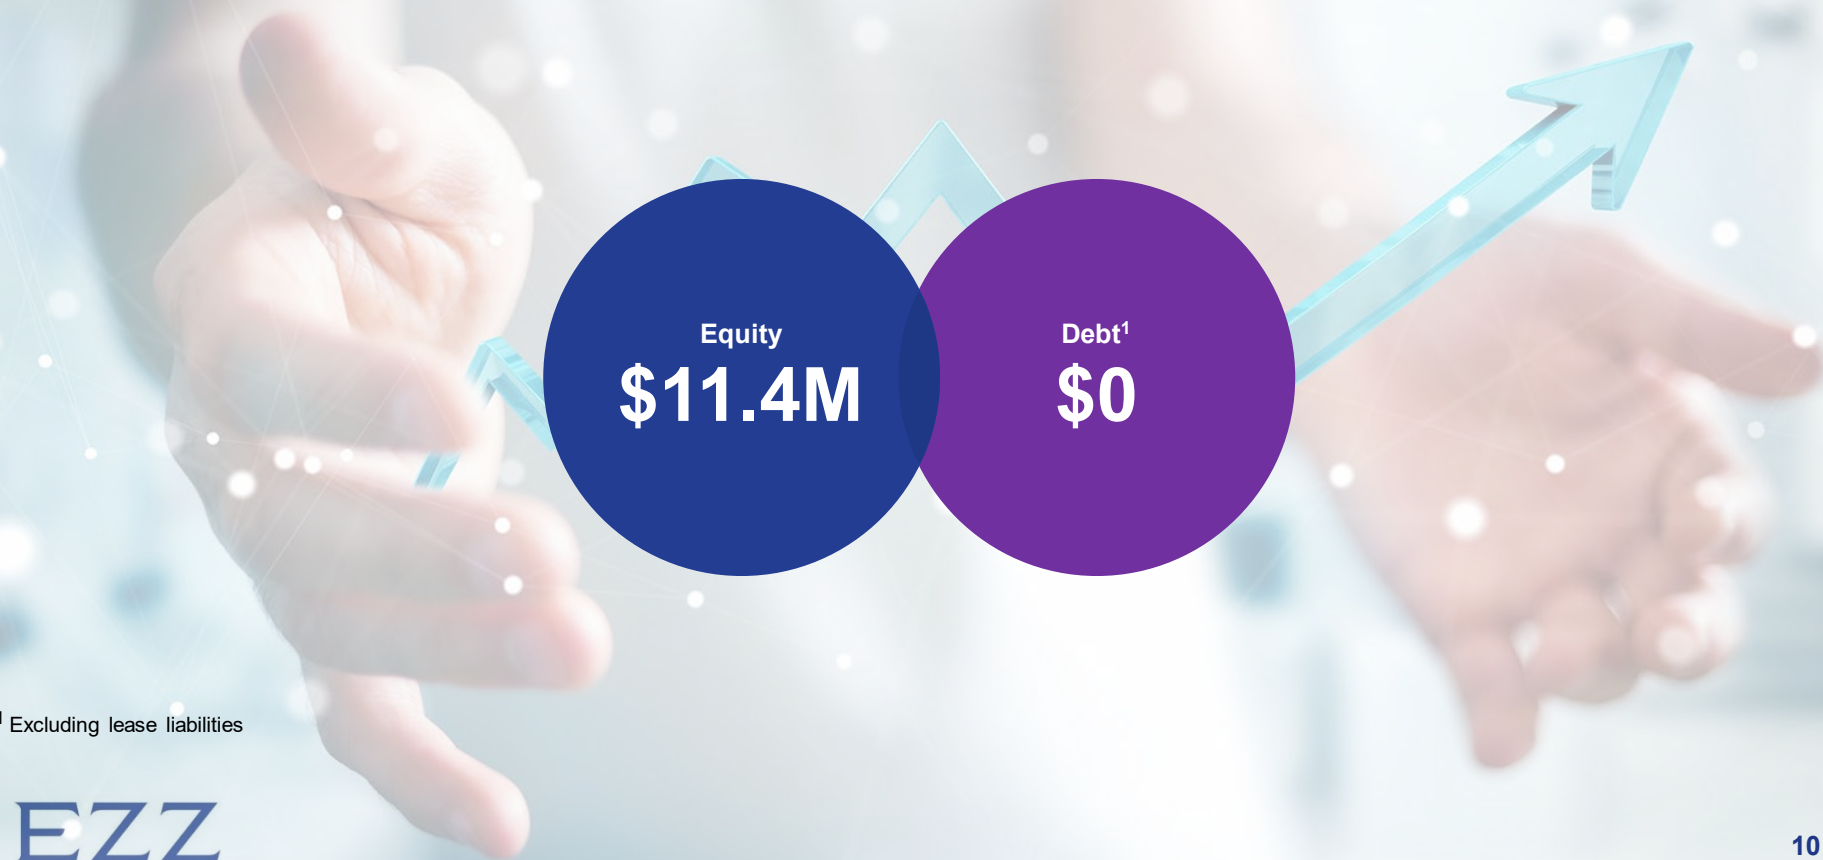 Equity
$11.4M
Debt¹
$0
¹ Excluding lease liabilities
EZZ
10